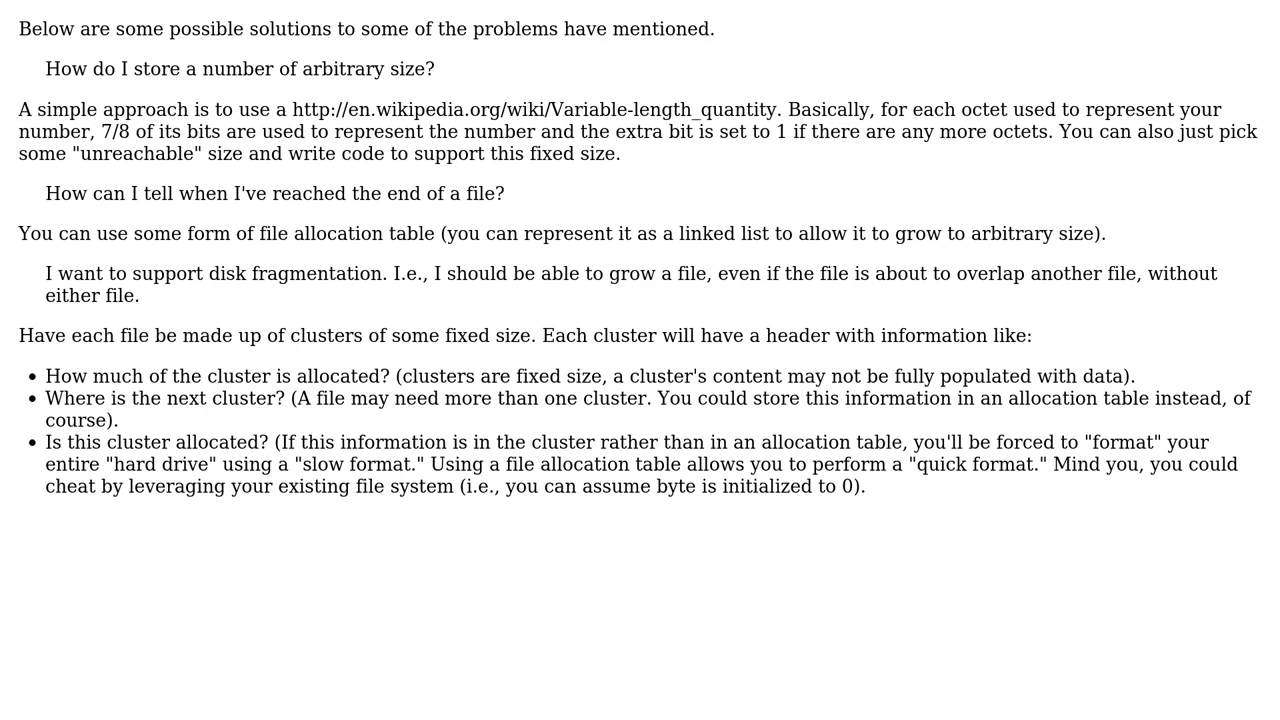 Below are some possible solutions to some of the problems have mentioned.
How do I store a number of arbitrary size?
A simple approach is to use a http://en.wikipedia.org/wiki/Variable-length_quantity. Basically, for each octet used to represent your
number, 7/8 of its bits are used to represent the number and the extra bit is set to 1 if there are any more octets. You can also just pick
some "unreachable" size and write code to support this fixed size.
How can I tell when I've reached the end of a file?
You can use some form of file allocation table (you can represent it as a linked list to allow it to grow to arbitrary size).
I want to support disk fragmentation. I.e., I should be able to grow a file, even if the file is about to overlap another file, without
either file.
Have each file be made up of clusters of some fixed size. Each cluster will have a header with information like:
• How much of the cluster is allocated? (clusters are fixed size, a cluster's content may not be fully populated with data).
• Where is the next cluster? (A file may need more than one cluster. You could store this information in an allocation table instead, of
course).
• Is this cluster allocated? (If this information is in the cluster rather than in an allocation table, you'll be forced to "format" your
entire "hard drive" using a "slow format." Using a file allocation table allows you to perform a "quick format." Mind you, you could
cheat by leveraging your existing file system (i.e., you can assume byte is initialized to 0).